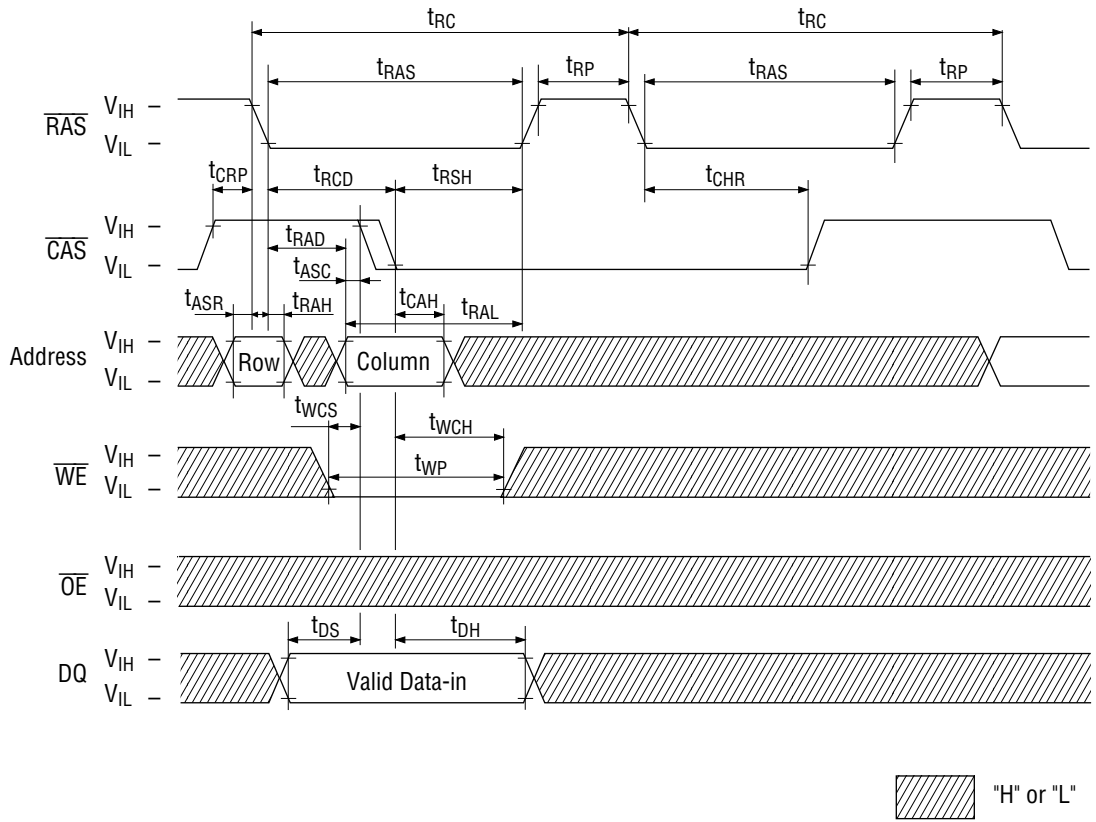 tRC tRC
tRAS tRP tRAS tRP
RAS VIH –
VIL –
tCRP tRCD tRSH tCHR
CAS VIH –
VIL –
tRAD
tASC
tASR tRAH tCAH tRAL
Address VIH –
VIL –
Row Column
tWCS tWCH
WE VIH –
VIL –
tWP
OE VIH –
VIL –
tDS tDH
DQ VIH –
VIL –
Valid Data-in
"H" or "L"